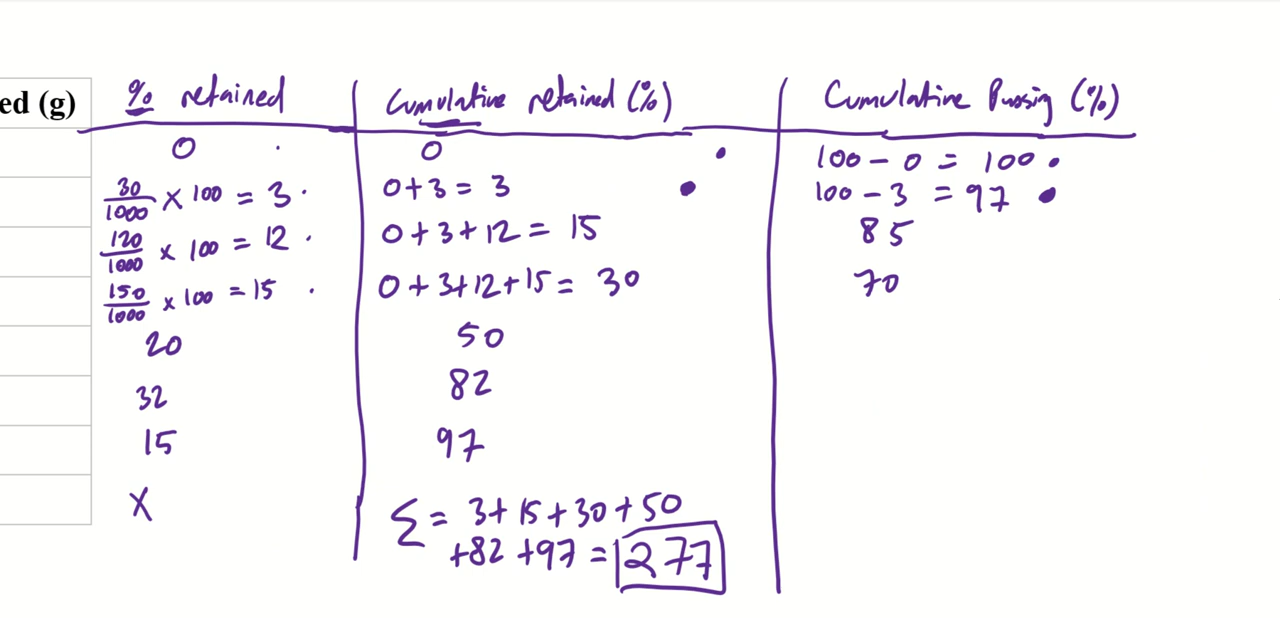 ed (g) % retained Cumulative retained (%) Cumulative Passing (%)
0 0 100 - 0 = 100
30/1000 × 100 = 3 0 + 3 = 3 100 - 3 = 97
120/1000 × 100 = 12 0 + 3 + 12 = 15 85
150/1000 × 100 = 15 0 + 3 + 12 + 15 = 30 70
20 50
32 82
15 97
X Σ = 3 + 15 + 30 + 50
+ 82 + 97 = 277